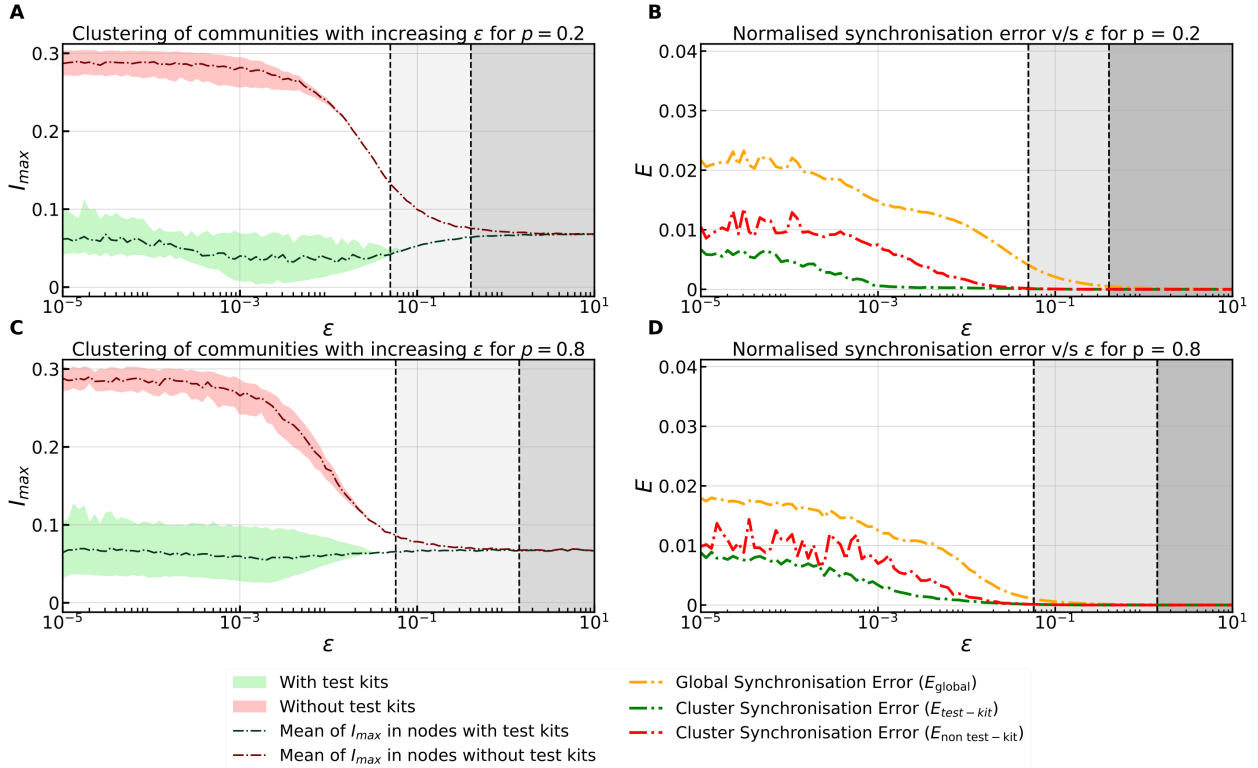 A
Clustering of communities with increasing ε for p = 0.2
0.3
0.2
0.1
0
I_max
10^−5
10^−3
10^−1
10^1
ε
B
Normalised synchronisation error v/s ε for p = 0.2
0.04
0.03
0.02
0.01
0
E
10^−5
10^−3
10^−1
10^1
ε
C
Clustering of communities with increasing ε for p = 0.8
0.3
0.2
0.1
0
I_max
10^−5
10^−3
10^−1
10^1
ε
D
Normalised synchronisation error v/s ε for p = 0.8
0.04
0.03
0.02
0.01
0
E
10^−5
10^−3
10^−1
10^1
ε
With test kits
Without test kits
Mean of I_max in nodes with test kits
Mean of I_max in nodes without test kits
Global Synchronisation Error (E_global)
Cluster Synchronisation Error (E_test−kit)
Cluster Synchronisation Error (E_non test−kit)